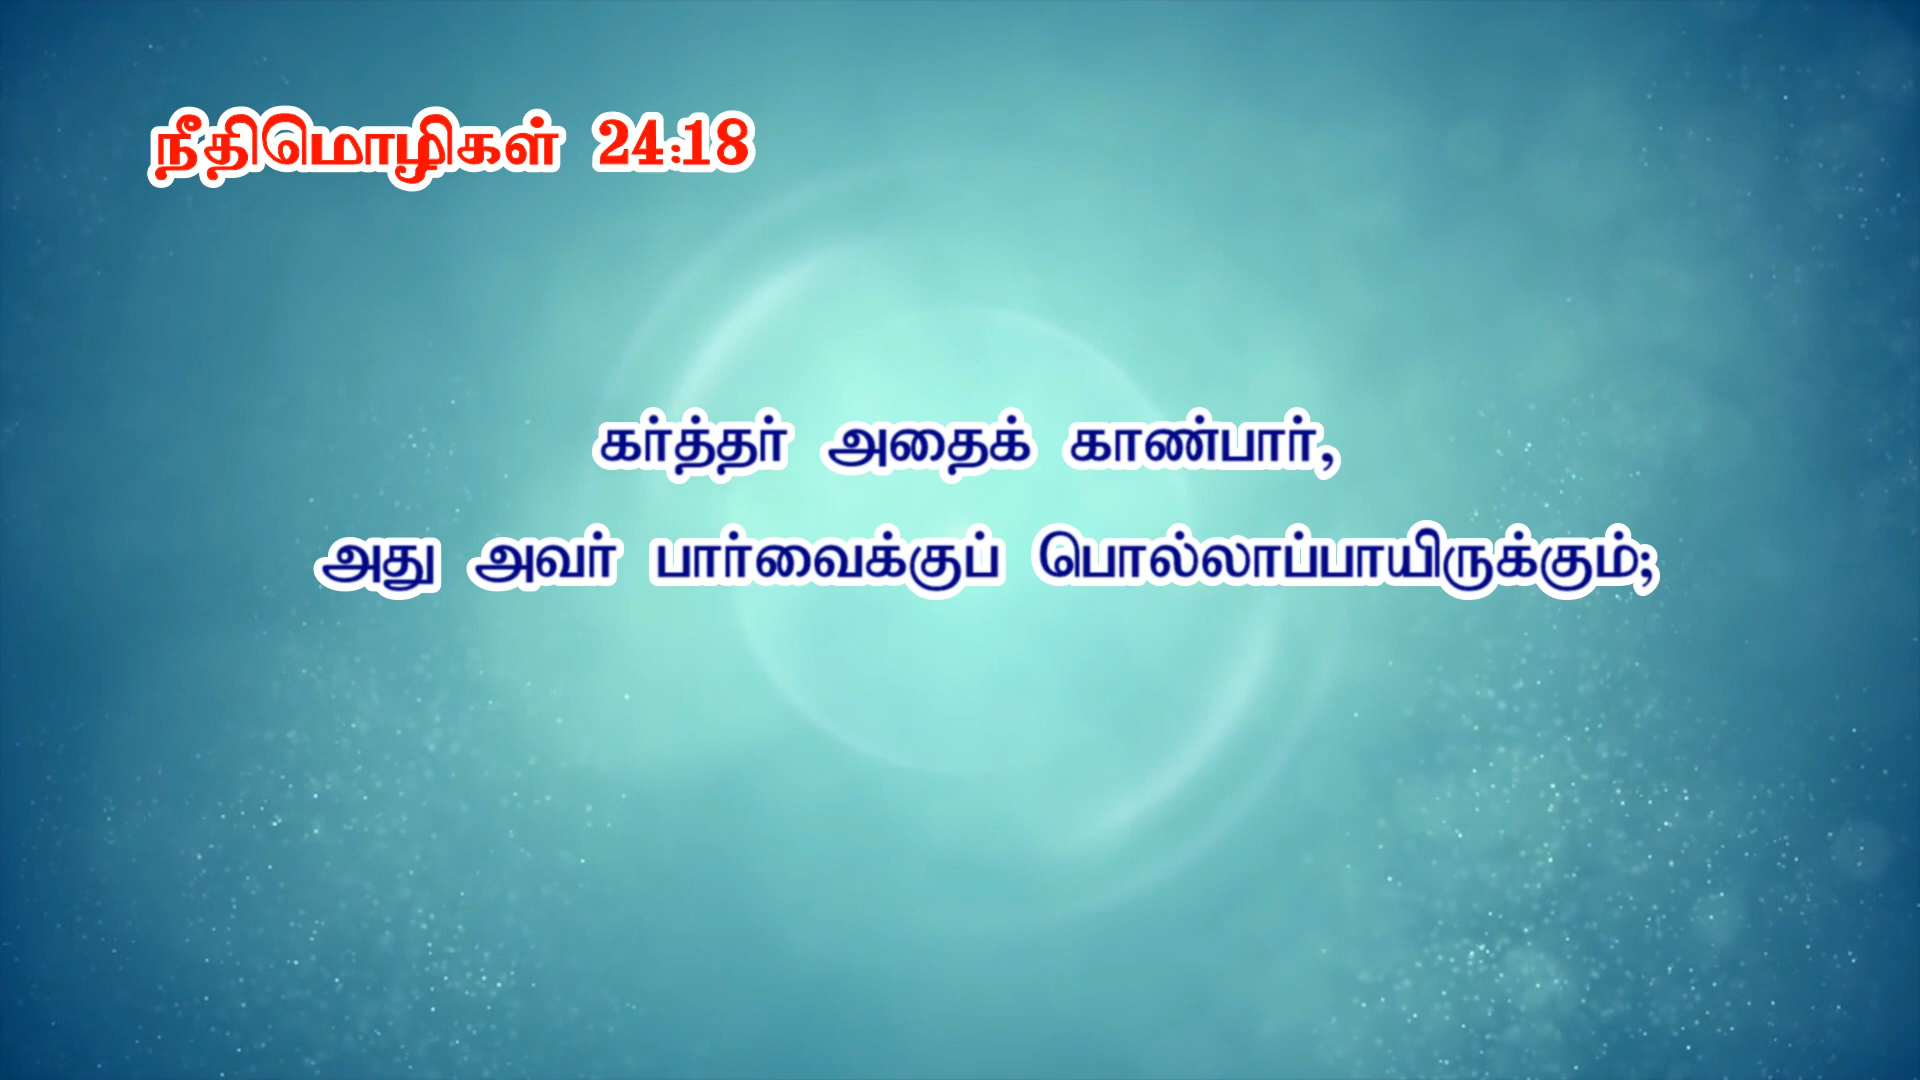 நீதிமொழிகள் 24:18
கர்த்தர் அதைக் காண்பார்,
அது அவர் பார்வைக்குப் பொல்லாப்பாயிருக்கும்;